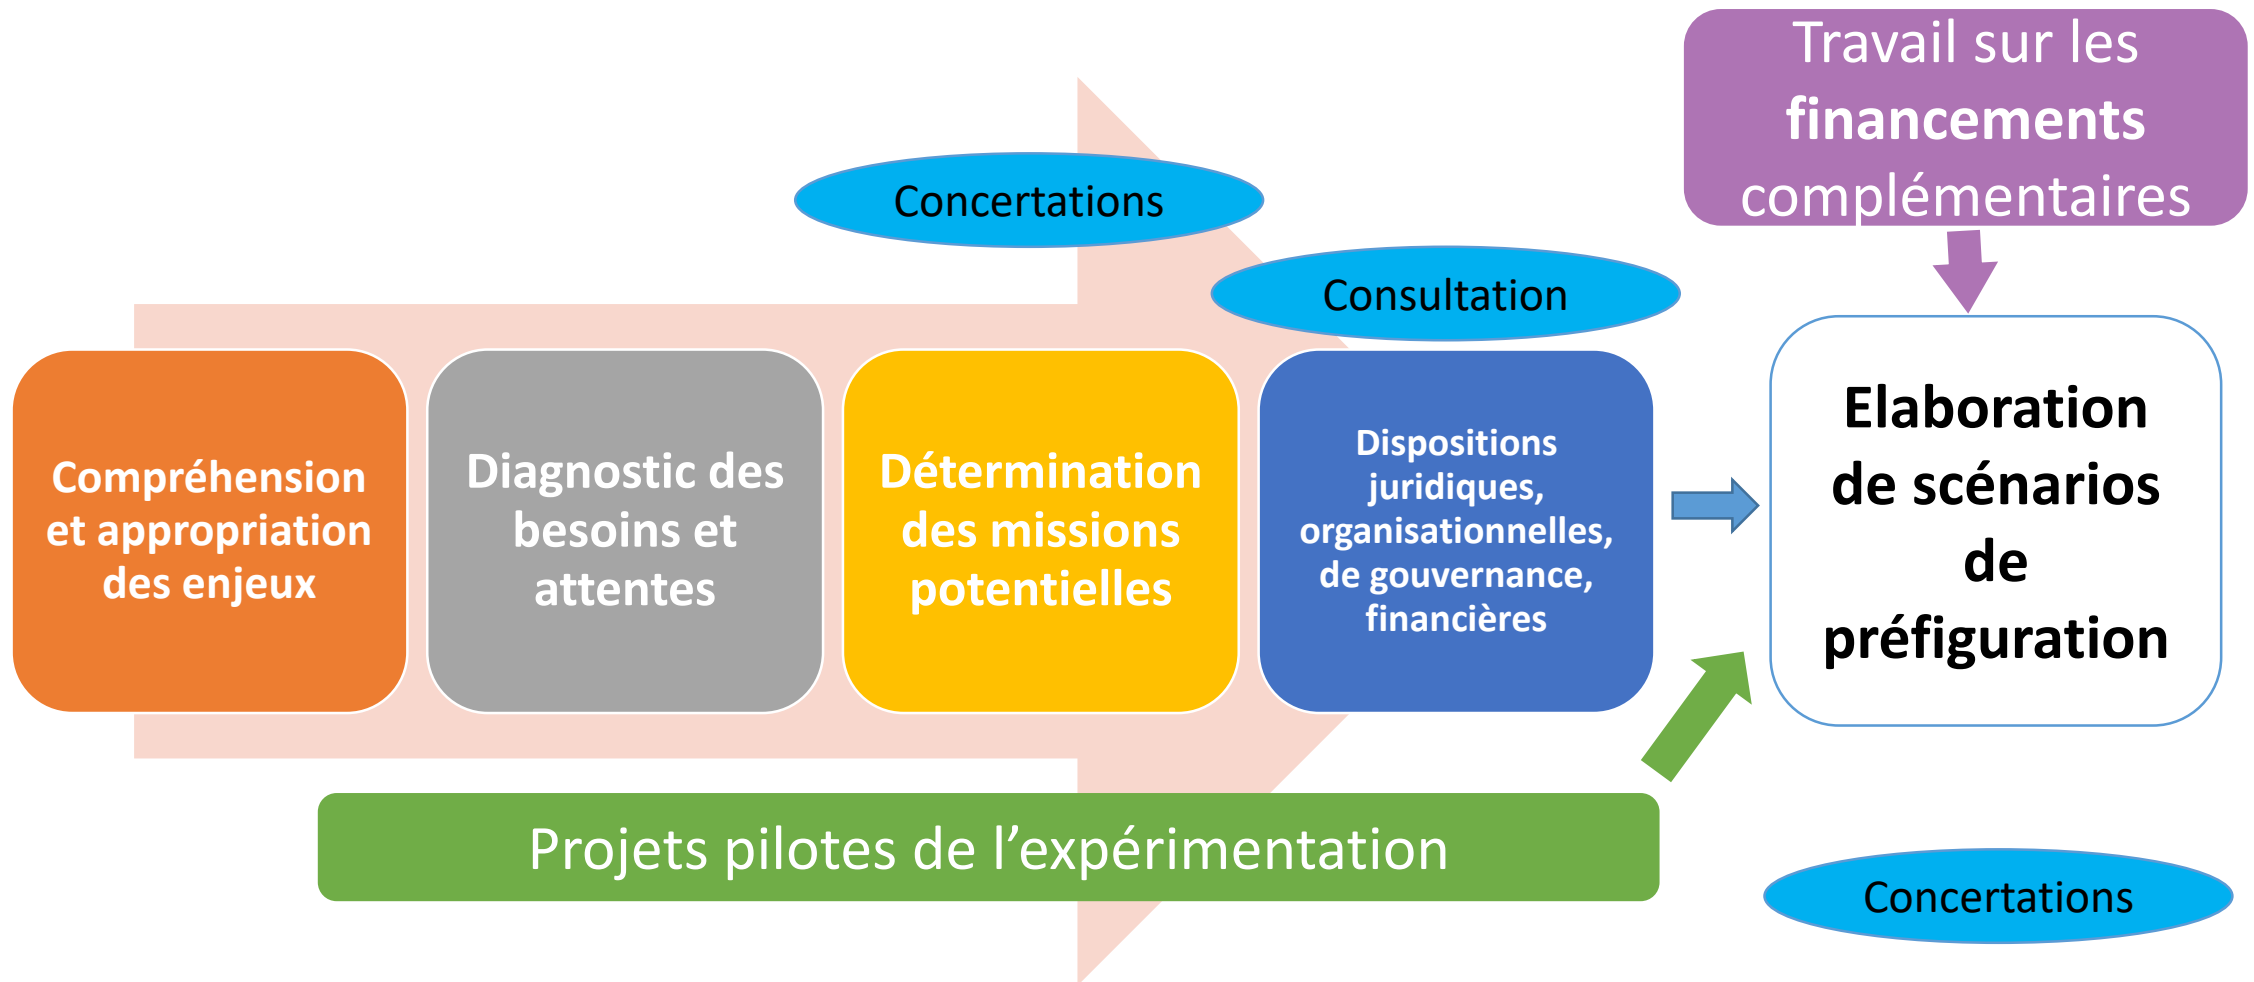 Travail sur les
financements
complémentaires
Concertations
Consultation
Compréhension
et appropriation
des enjeux
Diagnostic des
besoins et
attentes
Détermination
des missions
potentielles
Dispositions
juridiques,
organisationnelles,
de gouvernance,
financières
Elaboration
de scénarios
de
préfiguration
Projets pilotes de l’expérimentation
Concertations